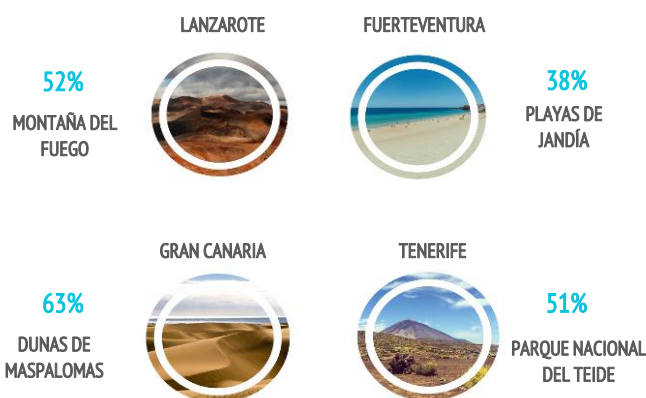 LANZAROTE
52%
MONTAÑA DEL
FUEGO
FUERTEVENTURA
38%
PLAYAS DE
JANDÍA
GRAN CANARIA
63%
DUNAS DE
MASPALOMAS
TENERIFE
51%
PARQUE NACIONAL
DEL TEIDE